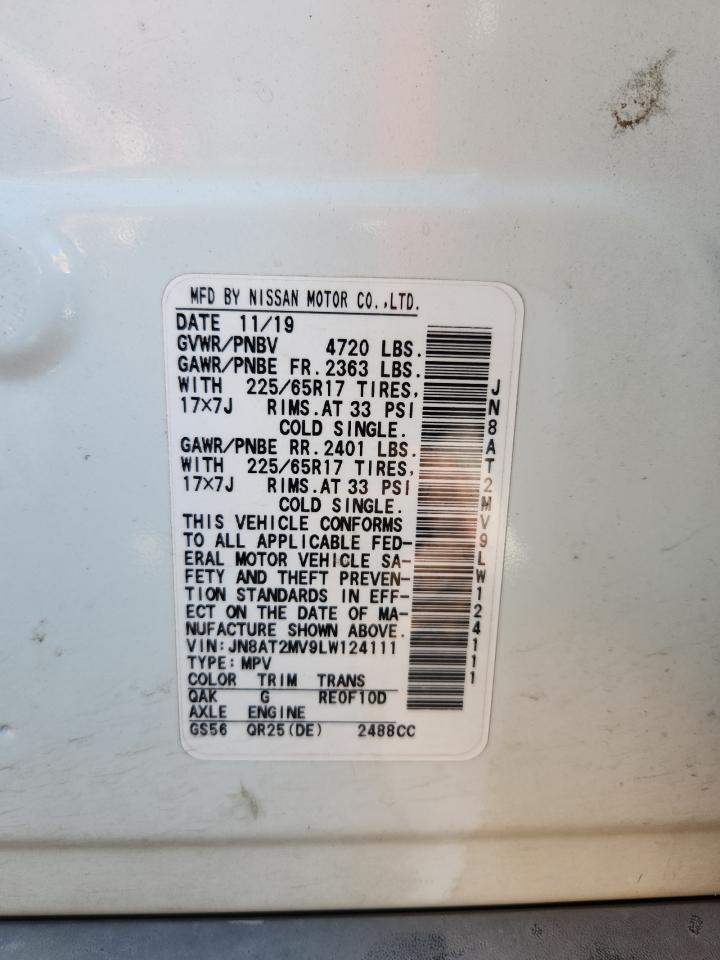 MFD BY NISSAN MOTOR CO.,LTD.
DATE 11/19
GVWR/PNBV 4720 LBS.
GAWR/PNBE FR. 2363 LBS.
WITH 225/65R17 TIRES,
17×7J RIMS.AT 33 PSI
COLD SINGLE.
GAWR/PNBE RR. 2401 LBS.
WITH 225/65R17 TIRES,
17×7J RIMS.AT 33 PSI
COLD SINGLE.
THIS VEHICLE CONFORMS
TO ALL APPLICABLE FED-
ERAL MOTOR VEHICLE SA-
FETY AND THEFT PREVEN-
TION STANDARDS IN EFF-
ECT ON THE DATE OF MA-
NUFACTURE SHOWN ABOVE.
VIN:JN8AT2MV9LW124111
TYPE:MPV
COLOR TRIM TRANS
QAK G RE0F10D
AXLE ENGINE
GS56 QR25(DE) 2488CC
JN8AT2MV9LW124111